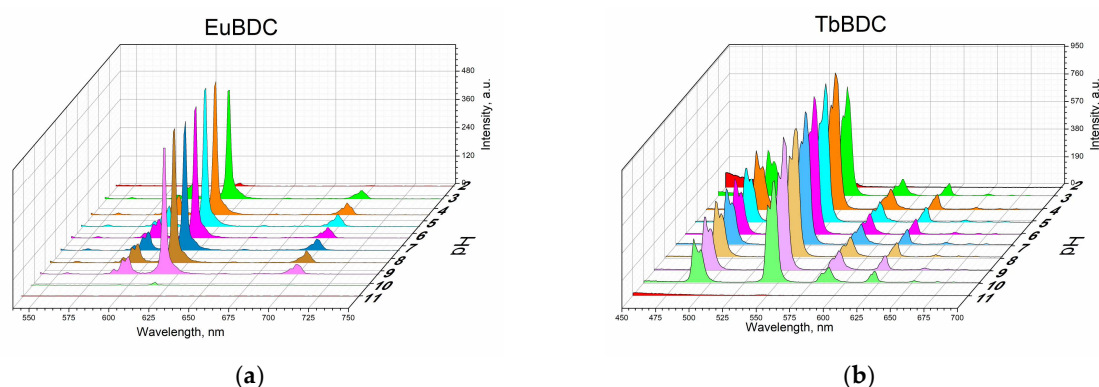 (a)
EuBDC
480
360
240
120
Intensity, a.u.
2
3
4
5
6
7
8
9
10
11
pH
550 575 600 625 650 675 700 725 750
Wavelength, nm
(b)
TbBDC
950
760
570
380
190
0
Intensity, a.u.
2
3
4
5
6
7
8
9
10
11
pH
450 475 500 525 550 575 600 625 650 675 700
Wavelength, nm
(a)
(b)